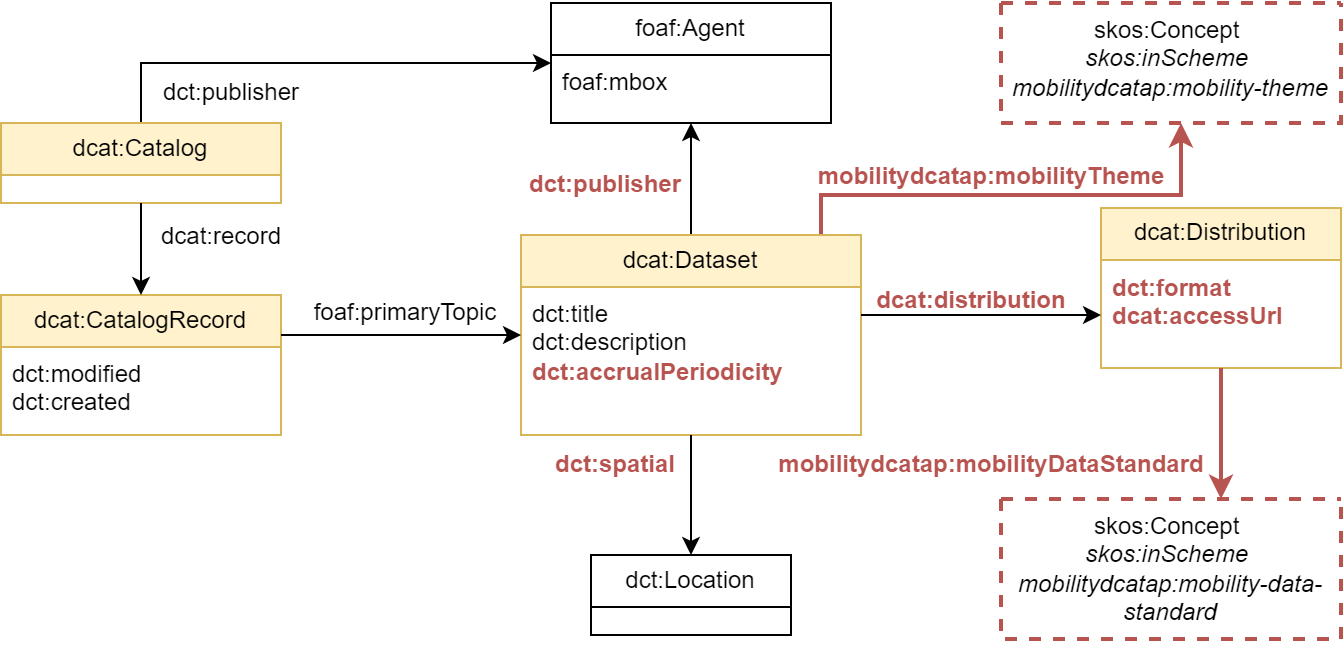 foaf:Agent
foaf:mbox
skos:Concept
skos:inScheme
mobilitydcatap:mobility-theme
dct:publisher
dcat:Catalog
dct:publisher
mobilitydcatap:mobilityTheme
dcat:record
dcat:Dataset
dcat:Distribution
dct:format
dcat:accessUrl
dcat:CatalogRecord
dct:modified
dct:created
foaf:primaryTopic
dct:title
dct:description
dct:accrualPeriodicity
dcat:distribution
dct:spatial
mobilitydcatap:mobilityDataStandard
dct:Location
skos:Concept
skos:inScheme
mobilitydcatap:mobility-data-
standard